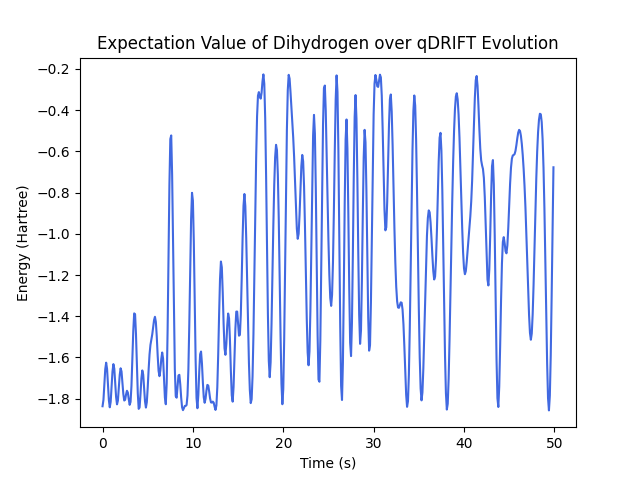 Expectation Value of Dihydrogen over qDRIFT Evolution
Energy (Hartree)
−0.2
−0.4
−0.6
−0.8
−1.0
−1.2
−1.4
−1.6
−1.8
0 10 20 30 40 50
Time (s)